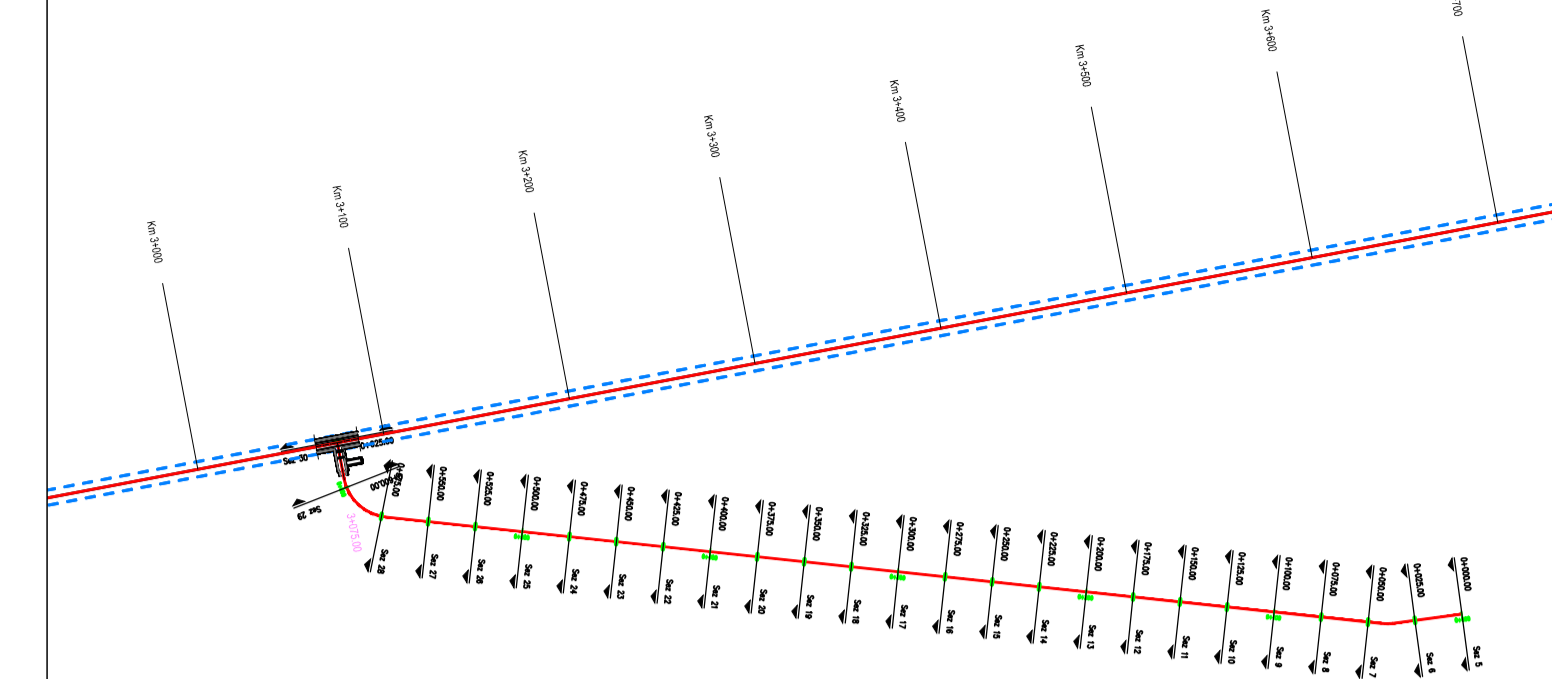 Km 3+000
Km 3+100
Km 3+200
Km 3+300
Km 3+400
Km 3+500
Km 3+600
700
Sez 30
0+625.00
Sez 29
3+075.00
0+575.00
Sez 28
0+550.00
Sez 27
0+525.00
Sez 26
0+500.00
Sez 25
0+475.00
Sez 24
0+450.00
Sez 23
0+425.00
Sez 22
0+400.00
Sez 21
0+375.00
Sez 20
0+350.00
Sez 19
0+325.00
Sez 18
0+300.00
Sez 17
0+275.00
Sez 16
0+250.00
Sez 15
0+225.00
Sez 14
0+200.00
Sez 13
0+175.00
Sez 12
0+150.00
Sez 11
0+125.00
Sez 10
0+100.00
Sez 9
0+075.00
Sez 8
0+050.00
Sez 7
0+025.00
Sez 6
0+000.00
Sez 5